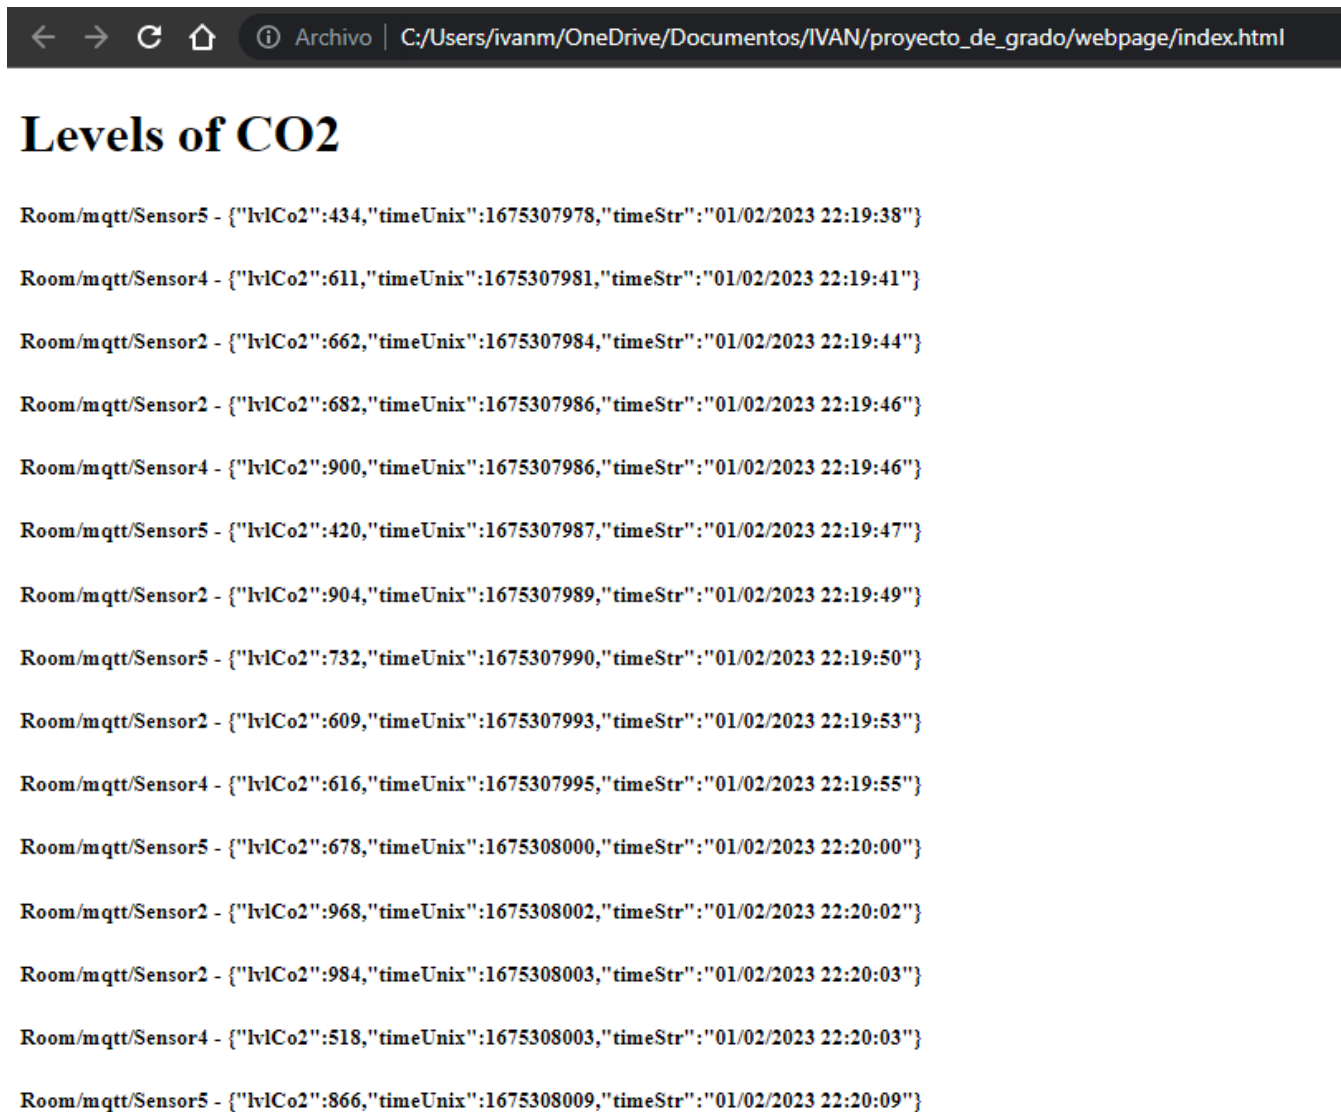 Archivo | C:/Users/ivanm/OneDrive/Documentos/IVAN/proyecto_de_grado/webpage/index.html
Levels of CO2
Room/mqtt/Sensor5 - {"lvlCo2":434,"timeUnix":1675307978,"timeStr":"01/02/2023 22:19:38"}
Room/mqtt/Sensor4 - {"lvlCo2":611,"timeUnix":1675307981,"timeStr":"01/02/2023 22:19:41"}
Room/mqtt/Sensor2 - {"lvlCo2":662,"timeUnix":1675307984,"timeStr":"01/02/2023 22:19:44"}
Room/mqtt/Sensor2 - {"lvlCo2":682,"timeUnix":1675307986,"timeStr":"01/02/2023 22:19:46"}
Room/mqtt/Sensor4 - {"lvlCo2":900,"timeUnix":1675307986,"timeStr":"01/02/2023 22:19:46"}
Room/mqtt/Sensor5 - {"lvlCo2":420,"timeUnix":1675307987,"timeStr":"01/02/2023 22:19:47"}
Room/mqtt/Sensor2 - {"lvlCo2":904,"timeUnix":1675307989,"timeStr":"01/02/2023 22:19:49"}
Room/mqtt/Sensor5 - {"lvlCo2":732,"timeUnix":1675307990,"timeStr":"01/02/2023 22:19:50"}
Room/mqtt/Sensor2 - {"lvlCo2":609,"timeUnix":1675307993,"timeStr":"01/02/2023 22:19:53"}
Room/mqtt/Sensor4 - {"lvlCo2":616,"timeUnix":1675307995,"timeStr":"01/02/2023 22:19:55"}
Room/mqtt/Sensor5 - {"lvlCo2":678,"timeUnix":1675308000,"timeStr":"01/02/2023 22:20:00"}
Room/mqtt/Sensor2 - {"lvlCo2":968,"timeUnix":1675308002,"timeStr":"01/02/2023 22:20:02"}
Room/mqtt/Sensor2 - {"lvlCo2":984,"timeUnix":1675308003,"timeStr":"01/02/2023 22:20:03"}
Room/mqtt/Sensor4 - {"lvlCo2":518,"timeUnix":1675308003,"timeStr":"01/02/2023 22:20:03"}
Room/mqtt/Sensor5 - {"lvlCo2":866,"timeUnix":1675308009,"timeStr":"01/02/2023 22:20:09"}